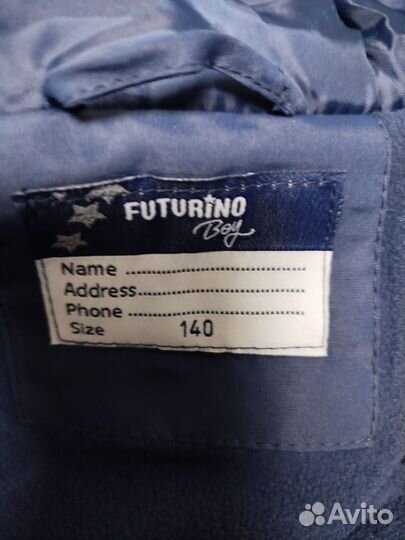 FUTURINO
Boy
Name ..............................
Address..........................
Phone ..............................
Size 140
Avito